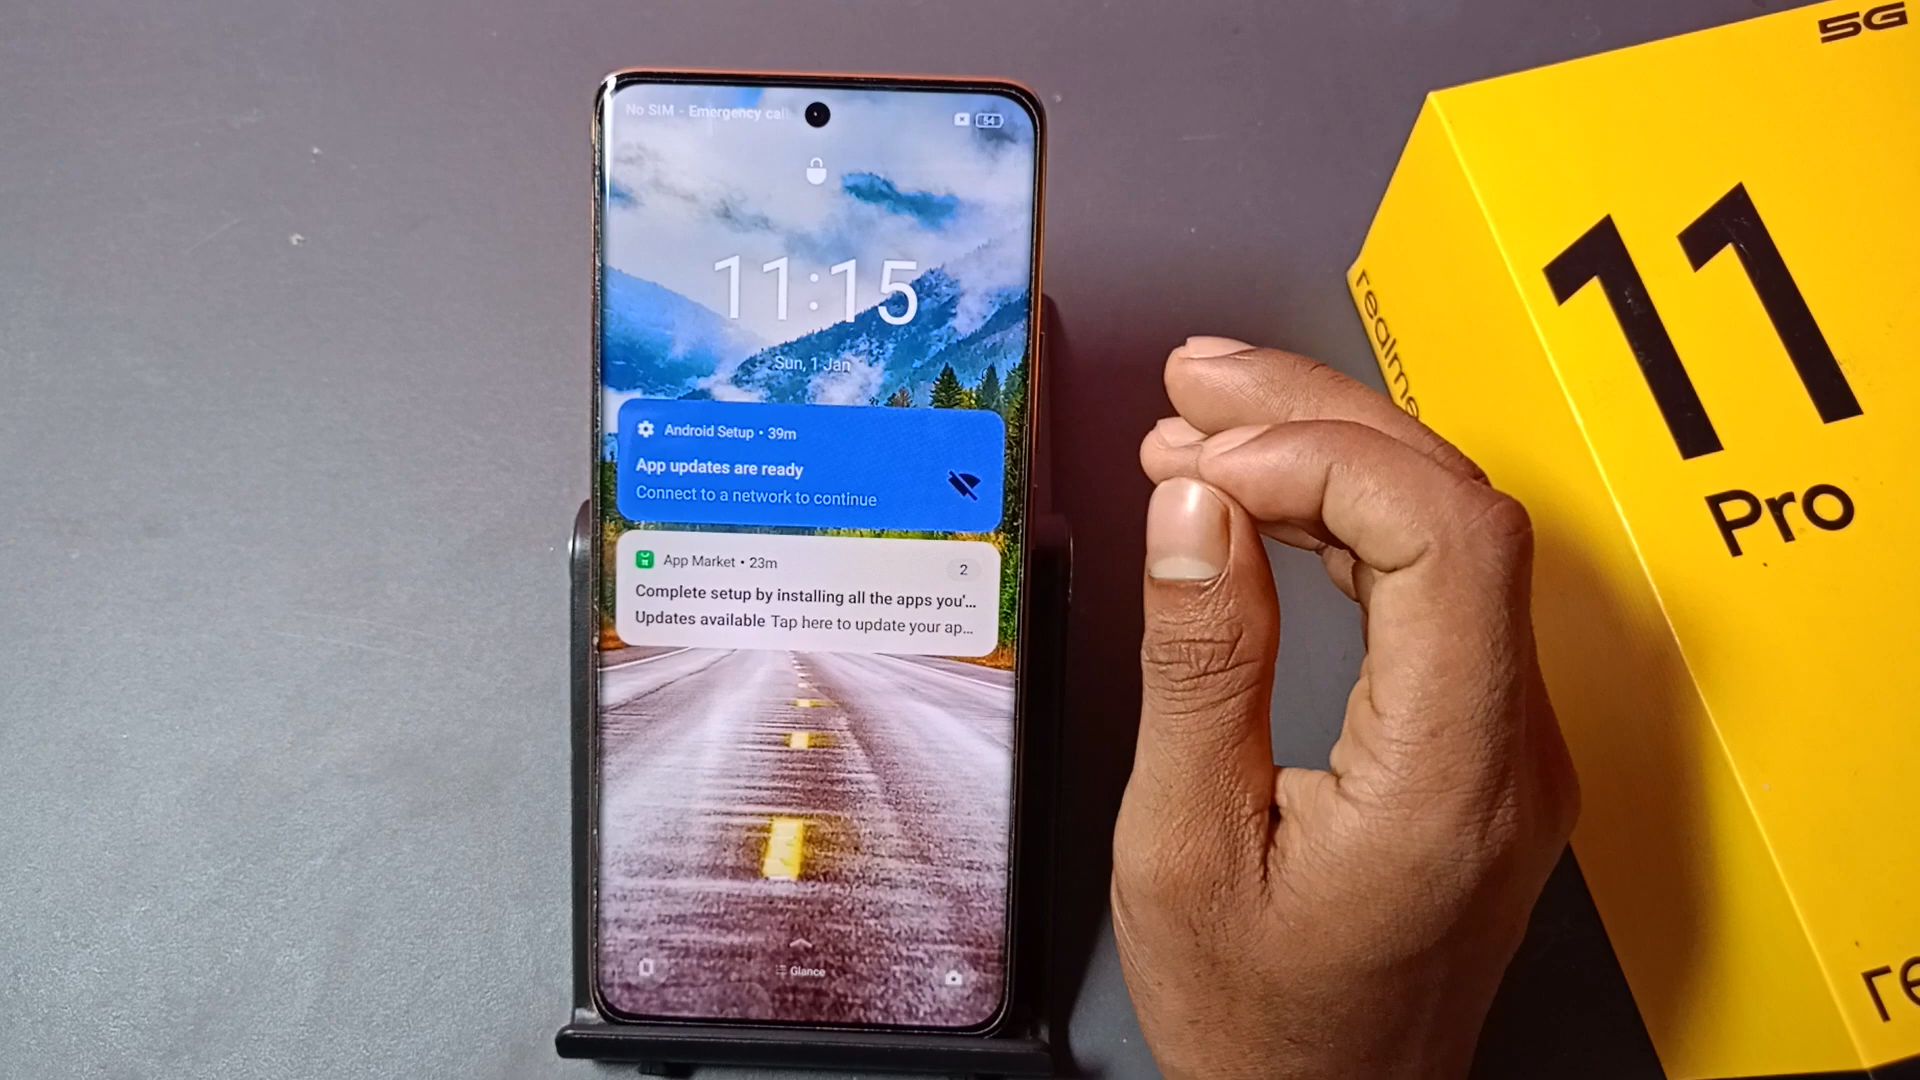 No SIM - Emergency cal
54
11:15
Sun, 1 Jan
Android Setup • 39m
App updates are ready
Connect to a network to continue
App Market • 23m
2
Complete setup by installing all the apps you'...
Updates available Tap here to update your ap...
Glance
5G
realme
11
Pro
re